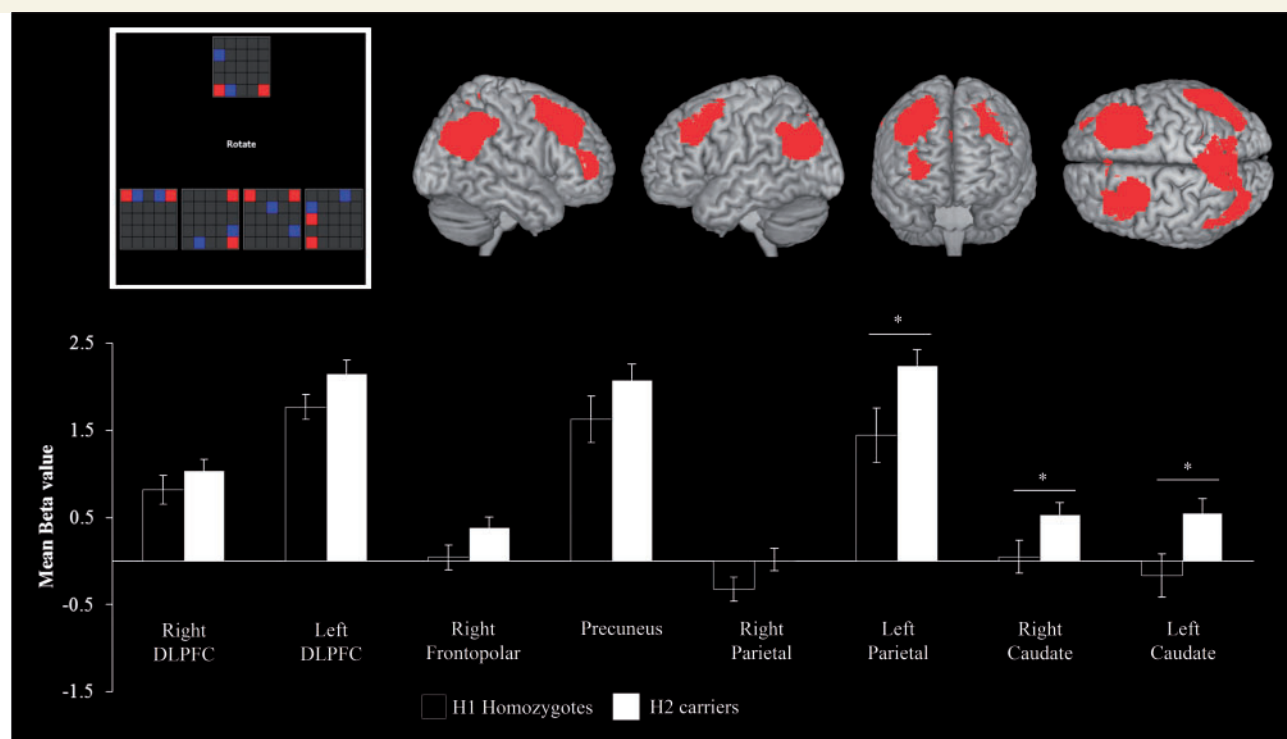 Rotate
2.5
1.5
0.5
-0.5
-1.5
Mean Beta value
*
*
*
Right
DLPFC
Left
DLPFC
Right
Frontopolar
Precuneus
Right
Parietal
Left
Parietal
Right
Caudate
Left
Caudate
H1 Homozygotes
H2 carriers